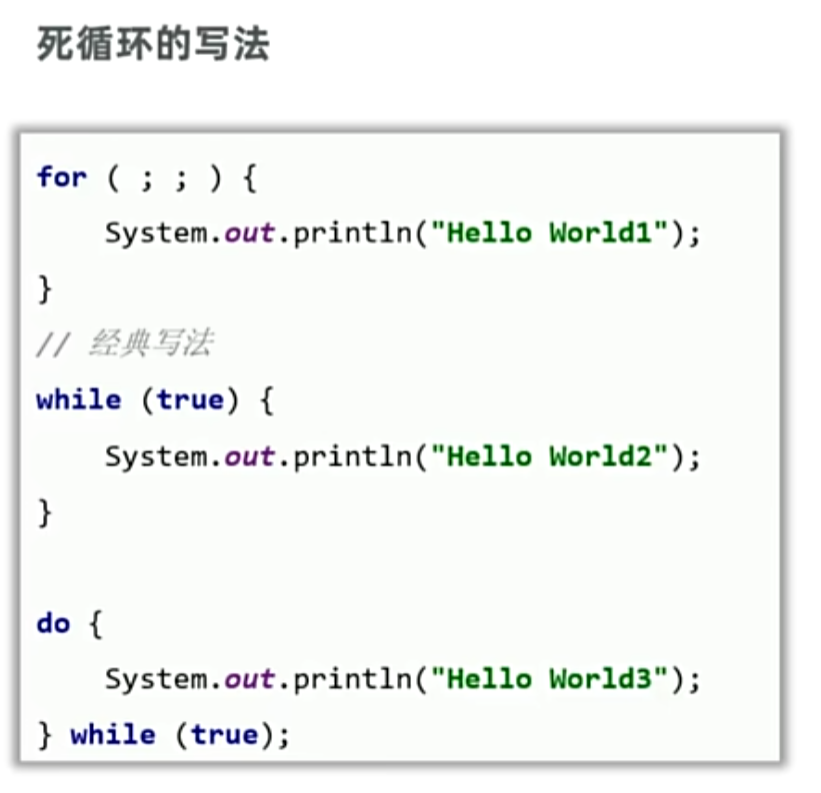 死循环的写法
for ( ; ; ) {
    System.out.println("Hello World1");
}
// 经典写法
while (true) {
    System.out.println("Hello World2");
}
do {
    System.out.println("Hello World3");
} while (true);